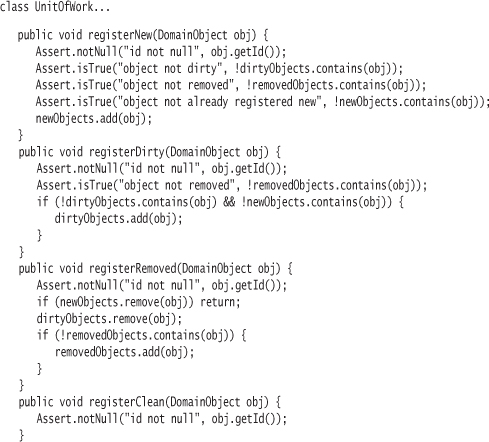 class UnitOfWork...
public void registerNew(DomainObject obj) {
Assert.notNull("id not null", obj.getId());
Assert.isTrue("object not dirty", !dirtyObjects.contains(obj));
Assert.isTrue("object not removed", !removedObjects.contains(obj));
Assert.isTrue("object not already registered new", !newObjects.contains(obj));
newObjects.add(obj);
}
public void registerDirty(DomainObject obj) {
Assert.notNull("id not null", obj.getId());
Assert.isTrue("object not removed", !removedObjects.contains(obj));
if (!dirtyObjects.contains(obj) && !newObjects.contains(obj)) {
dirtyObjects.add(obj);
}
}
public void registerRemoved(DomainObject obj) {
Assert.notNull("id not null", obj.getId());
if (newObjects.remove(obj)) return;
dirtyObjects.remove(obj);
if (!removedObjects.contains(obj)) {
removedObjects.add(obj);
}
}
public void registerClean(DomainObject obj) {
Assert.notNull("id not null", obj.getId());
}